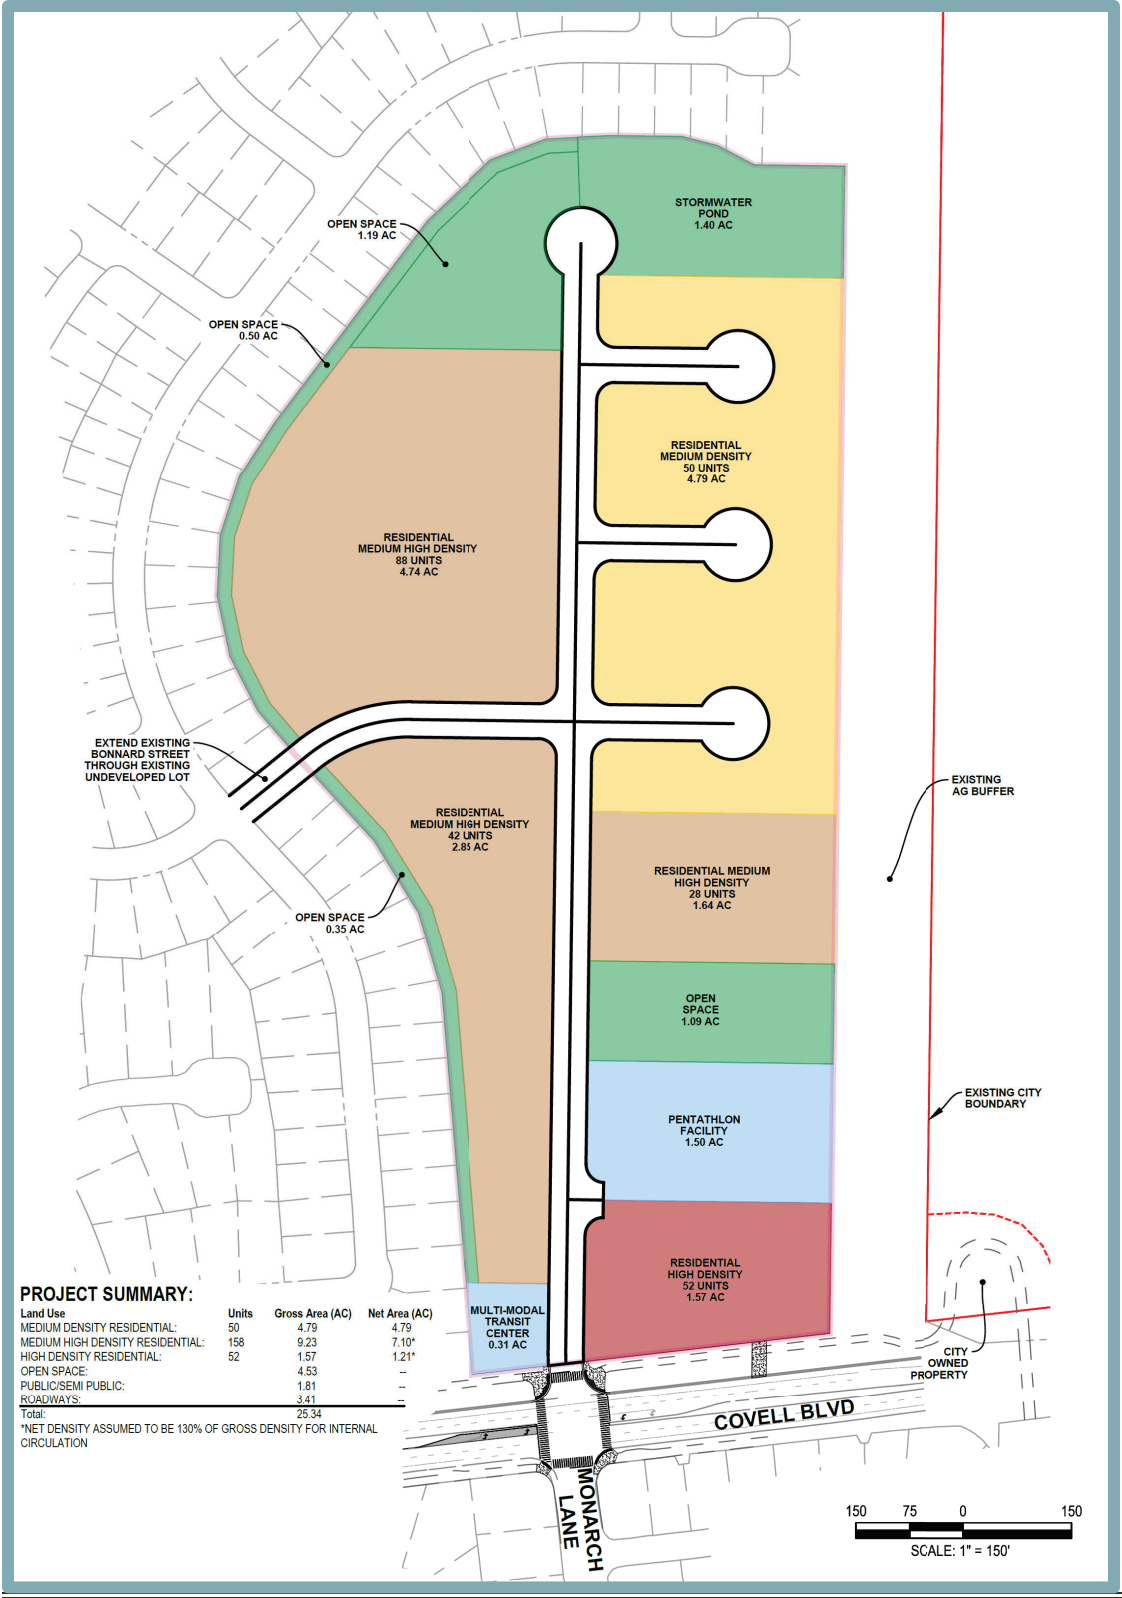 STORMWATER
POND
1.40 AC
OPEN SPACE
1.19 AC
OPEN SPACE
0.50 AC
RESIDENTIAL
MEDIUM DENSITY
50 UNITS
4.79 AC
RESIDENTIAL
MEDIUM HIGH DENSITY
88 UNITS
4.74 AC
EXTEND EXISTING
BONNARD STREET
THROUGH EXISTING
UNDEVELOPED LOT
EXISTING
AG BUFFER
RESIDENTIAL
MEDIUM HIGH DENSITY
42 UNITS
2.85 AC
RESIDENTIAL MEDIUM
HIGH DENSITY
28 UNITS
1.64 AC
OPEN SPACE
0.35 AC
OPEN
SPACE
1.09 AC
EXISTING CITY
BOUNDARY
PENTATHLON
FACILITY
1.50 AC
RESIDENTIAL
HIGH DENSITY
52 UNITS
1.57 AC
MULTI-MODAL
TRANSIT
CENTER
0.31 AC
CITY
OWNED
PROPERTY
PROJECT SUMMARY:
Land Use Units Gross Area (AC) Net Area (AC)
MEDIUM DENSITY RESIDENTIAL: 50 4.79 4.79
MEDIUM HIGH DENSITY RESIDENTIAL: 158 9.23 7.10*
HIGH DENSITY RESIDENTIAL: 52 1.57 1.21*
OPEN SPACE: 4.53 --
PUBLIC/SEMI PUBLIC: 1.81 --
ROADWAYS: 3.41 --
Total: 25.34
*NET DENSITY ASSUMED TO BE 130% OF GROSS DENSITY FOR INTERNAL
CIRCULATION
COVELL BLVD
MONARCH
LANE
150 75 0 150
SCALE: 1" = 150'